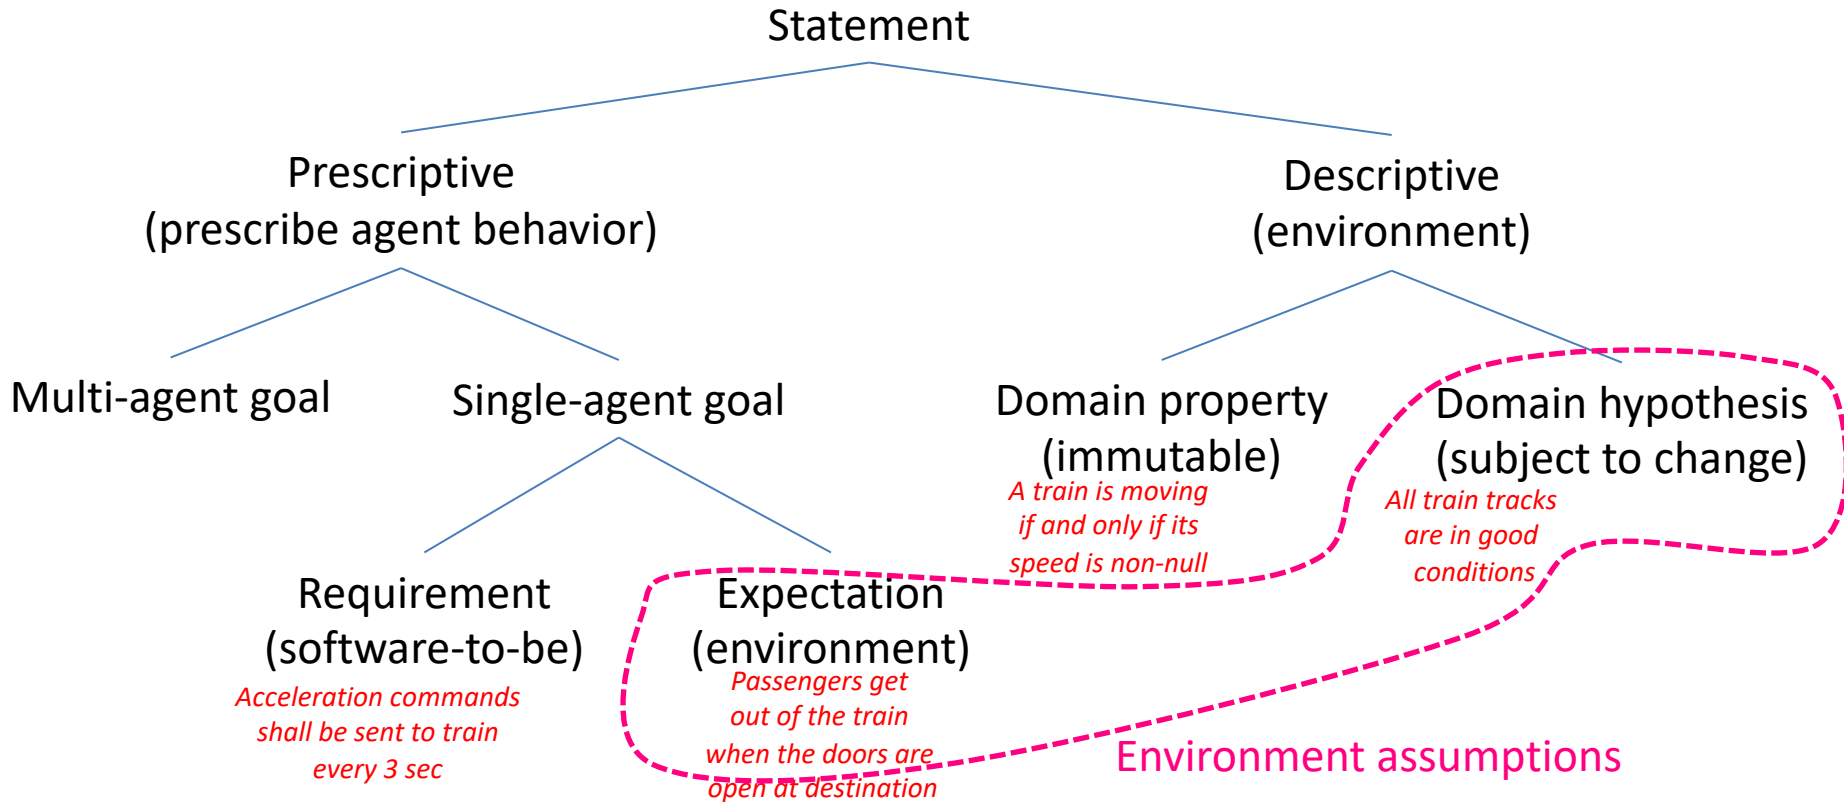 Statement
Prescriptive
(prescribe agent behavior)
Descriptive
(environment)
Multi-agent goal
Single-agent goal
Domain property
(immutable)
A train is moving
if and only if its
speed is non-null
Domain hypothesis
(subject to change)
All train tracks
are in good
conditions
Requirement
(software-to-be)
Acceleration commands
shall be sent to train
every 3 sec
Expectation
(environment)
Passengers get
out of the train
when the doors are
open at destination
Environment assumptions